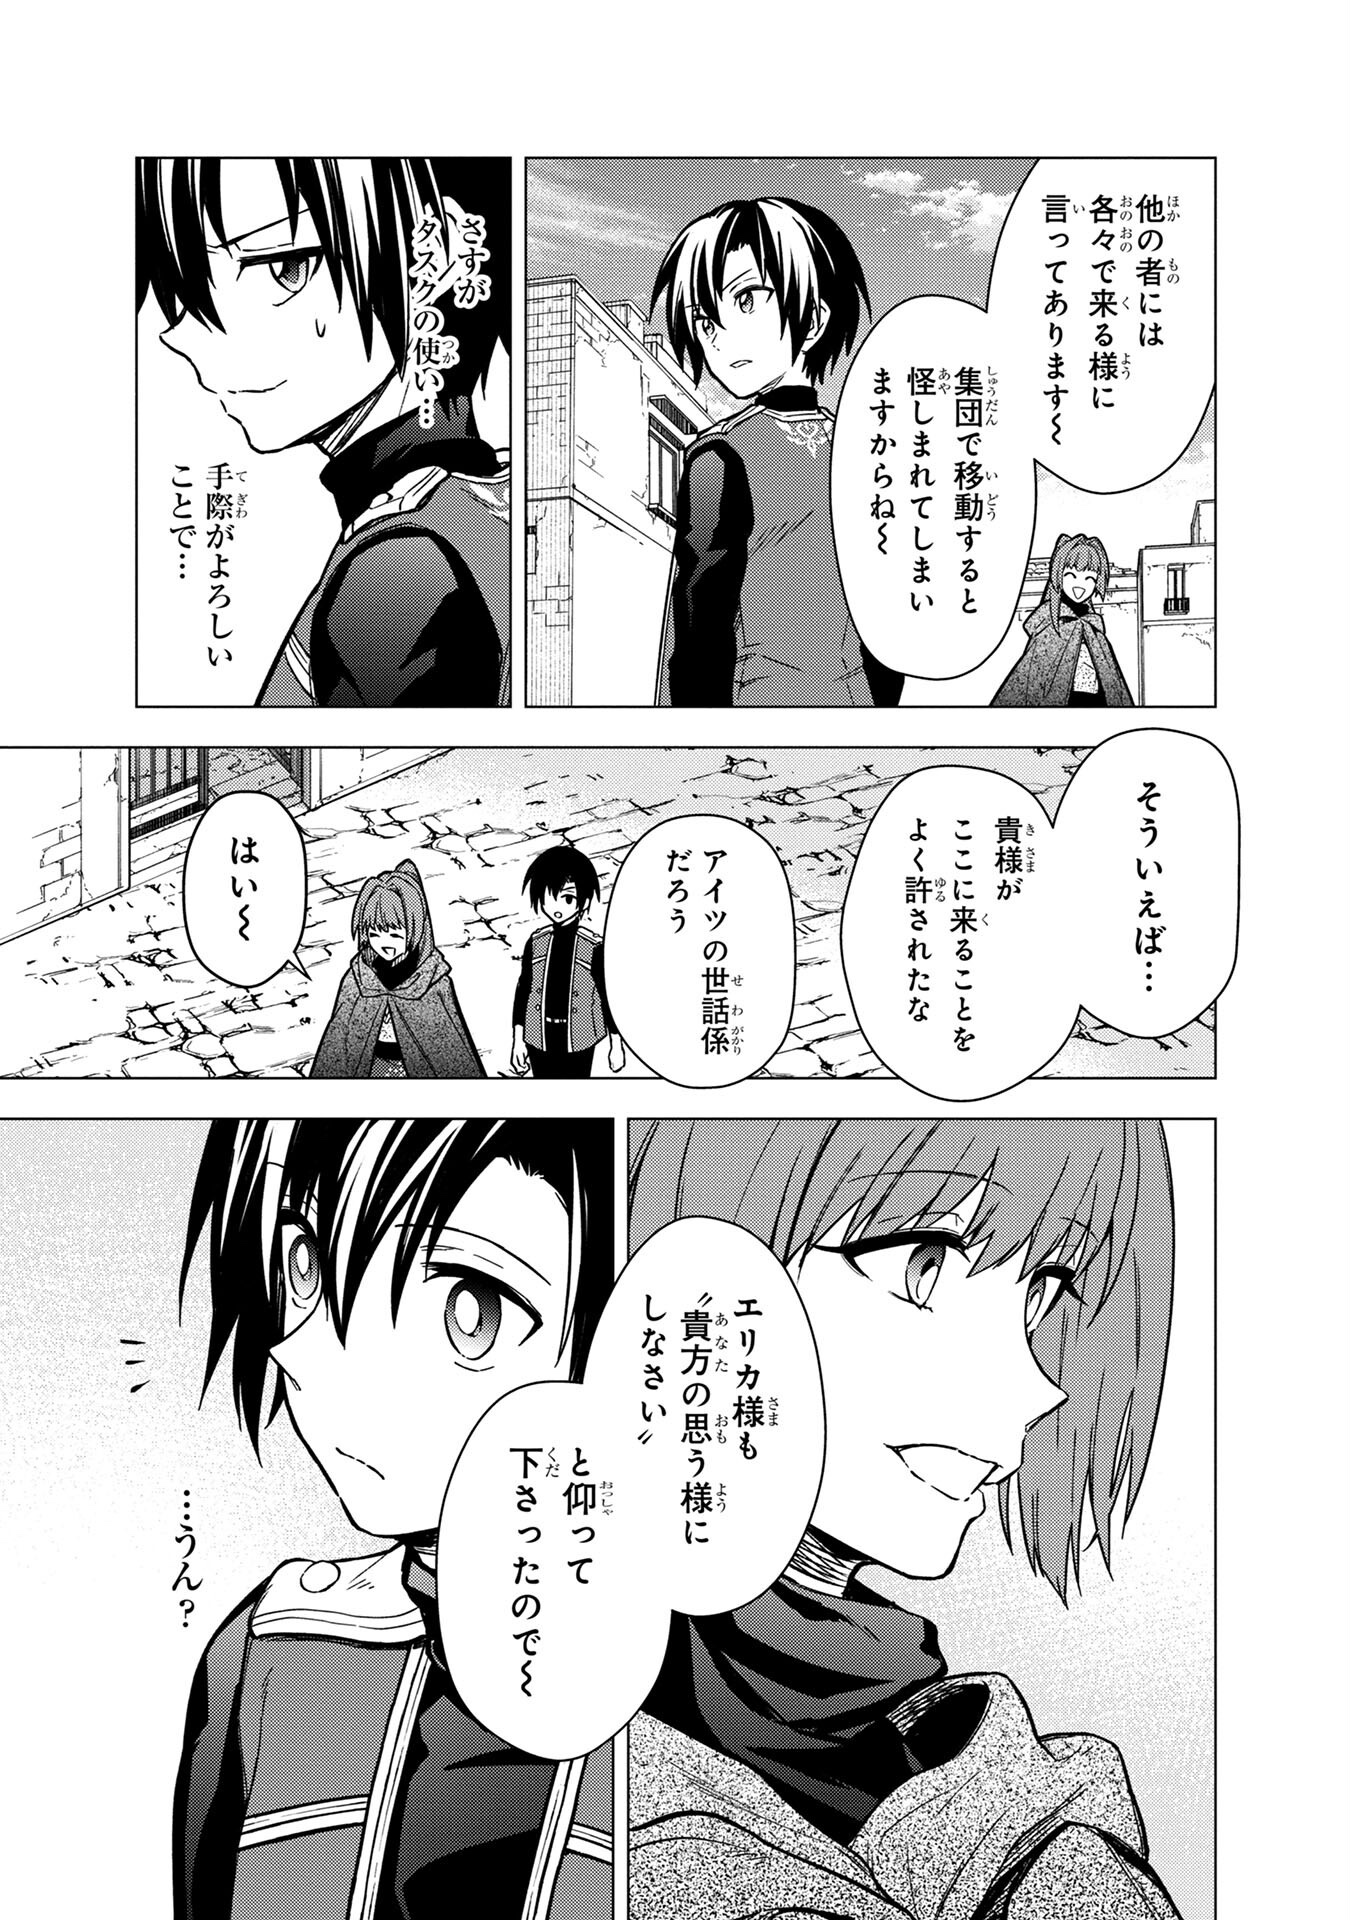 他の者には
各々で来る様に
言ってあります〜
集団で移動すると
怪しまれてしまい
ますからね〜
さすが
タスクの使い…
手際がよろしい
ことで…
そういえば…
貴様が
ここに来ることを
よく許されたな
アイツの世話係
だろう
はい〜
エリカ様も
〝貴方の思う様に
しなさい〟
と仰って
下さったので〜
…うん?